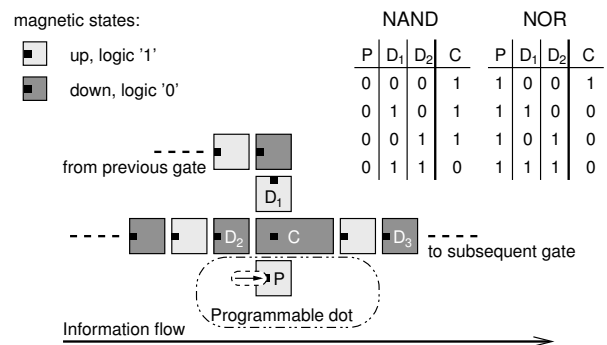 magnetic states:
up, logic '1'
down, logic '0'
NAND
P D1 D2 C
0 0 0 1
0 1 0 1
0 0 1 1
0 1 1 0
NOR
P D1 D2 C
1 0 0 1
1 1 0 0
1 0 1 0
1 1 1 0
from previous gate
D1
D2
C
D3
to subsequent gate
P
Programmable dot
Information flow